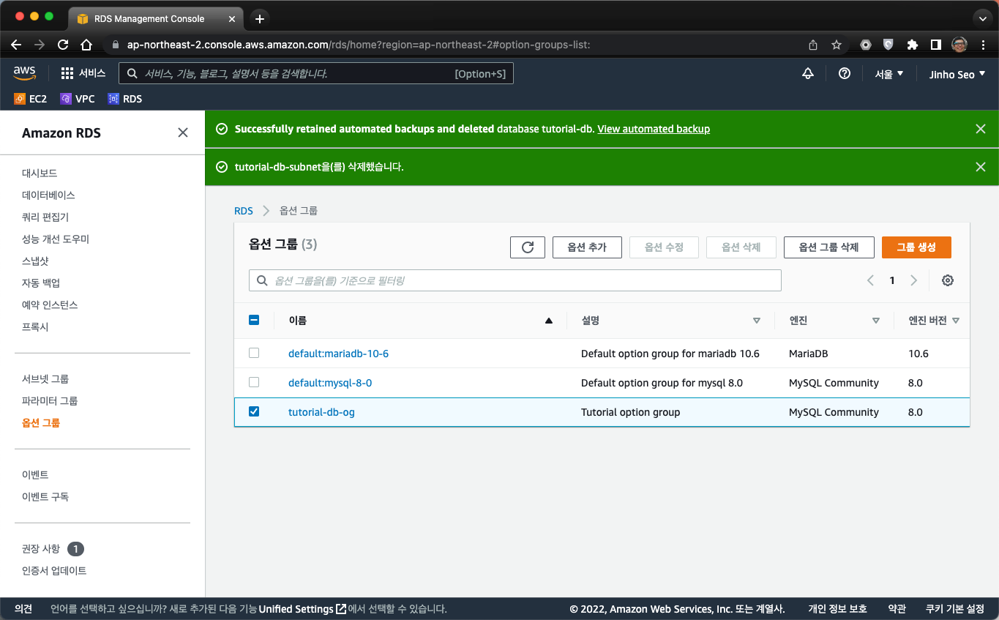 RDS Management Console
ap-northeast-2.console.aws.amazon.com/rds/home?region=ap-northeast-2#option-groups-list:
aws 서비스 서비스, 기능, 블로그, 설명서 등을 검색합니다. [Option+S] 서울 Jinho Seo
EC2 VPC RDS
Amazon RDS
대시보드
데이터베이스
쿼리 편집기
성능 개선 도우미
스냅샷
자동 백업
예약 인스턴스
프록시
서브넷 그룹
파라미터 그룹
옵션 그룹
이벤트
이벤트 구독
권장 사항 1
인증서 업데이트
Successfully retained automated backups and deleted database tutorial-db. View automated backup
tutorial-db-subnet을(를) 삭제했습니다.
RDS 옵션 그룹
옵션 그룹 (3) 옵션 추가 옵션 수정 옵션 삭제 옵션 그룹 삭제 그룹 생성
옵션 그룹을(를) 기준으로 필터링 1
이름 설명 엔진 엔진 버전
default:mariadb-10-6 Default option group for mariadb 10.6 MariaDB 10.6
default:mysql-8-0 Default option group for mysql 8.0 MySQL Community 8.0
tutorial-db-og Tutorial option group MySQL Community 8.0
의견 언어를 선택하고 싶으십니까? 새로 추가된 다음 기능 Unified Settings 에서 선택할 수 있습니다. © 2022, Amazon Web Services, Inc. 또는 계열사. 개인 정보 보호 약관 쿠키 기본 설정